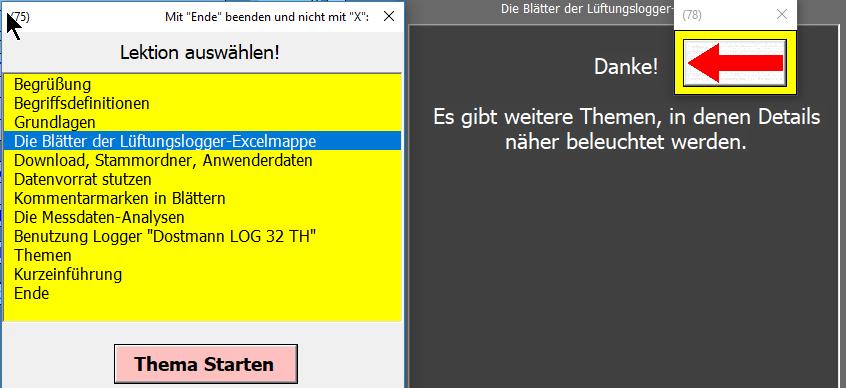 (75)
Mit "Ende" beenden und nicht mit "X":
Lektion auswählen!
Begrüßung
Begriffsdefinitionen
Grundlagen
Die Blätter der Lüftungslogger-Excelmappe
Download, Stammordner, Anwenderdaten
Datenvorrat stutzen
Kommentarmarken in Blättern
Die Messdaten-Analysen
Benutzung Logger "Dostmann LOG 32 TH"
Themen
Kurzeinführung
Ende
Thema Starten
Die Blätter der Lüftungslogger-
(78)
Danke!
Es gibt weitere Themen, in denen Details
näher beleuchtet werden.